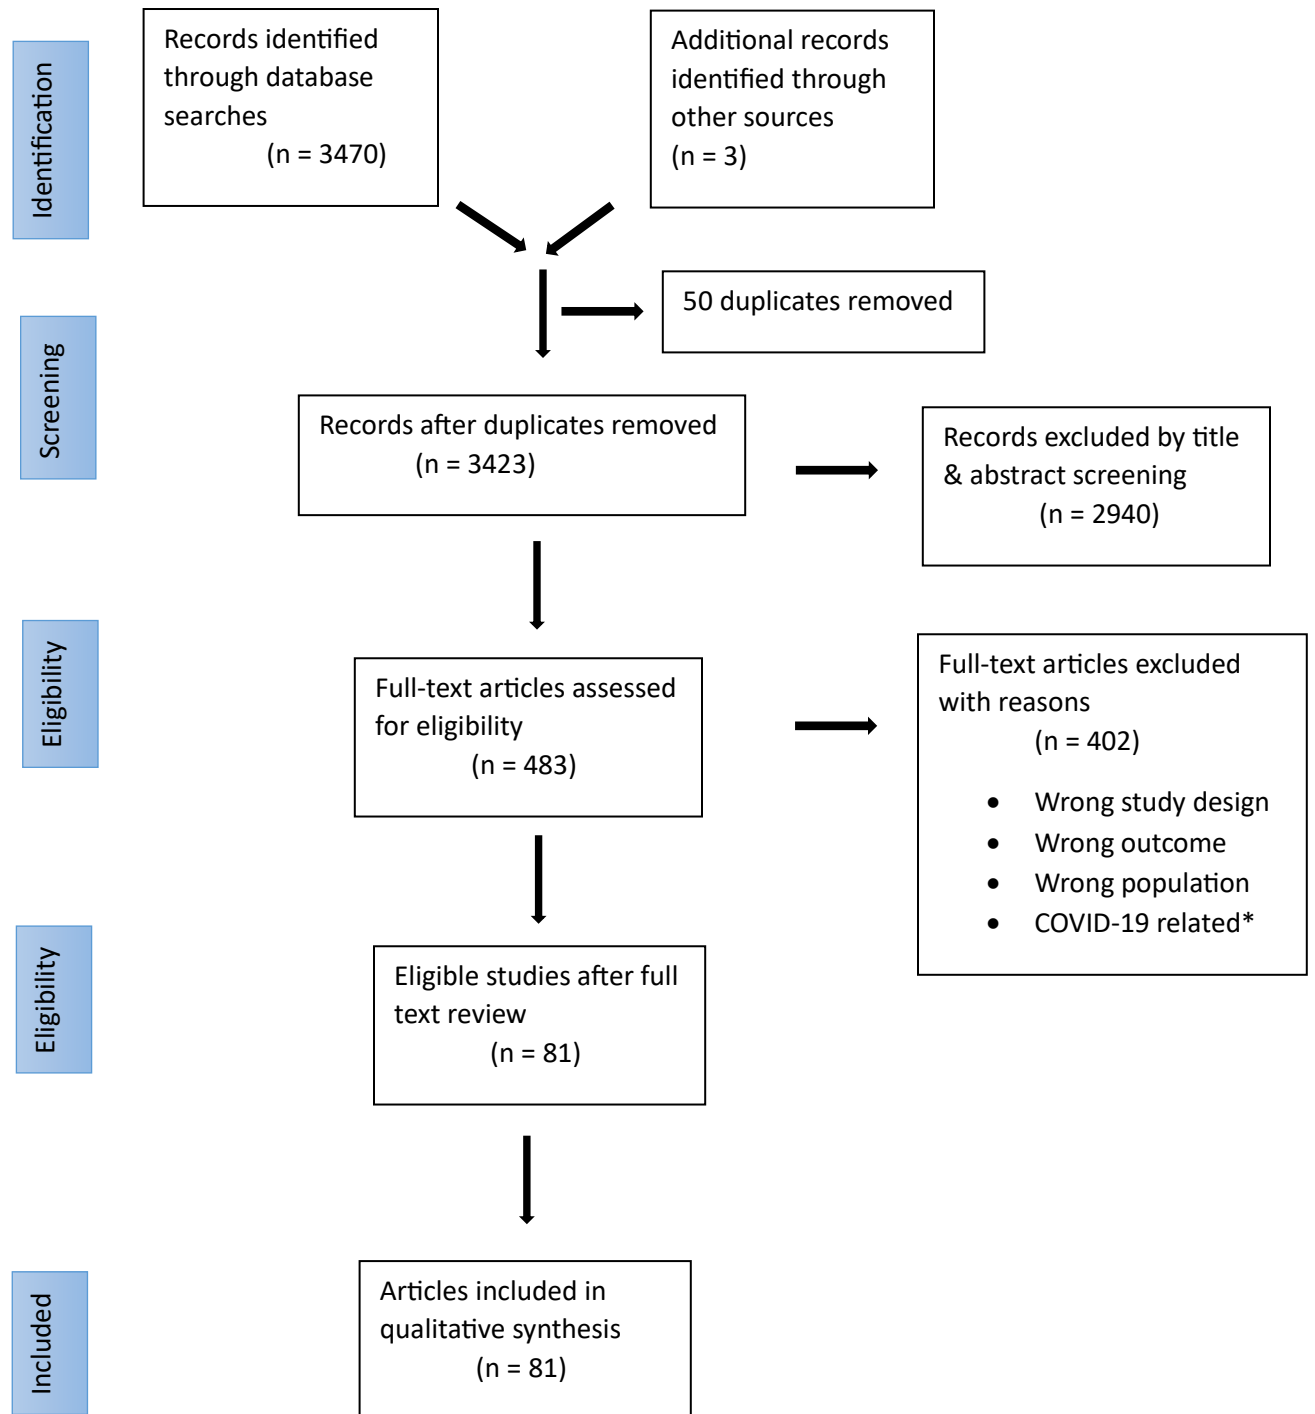 Identification
Records identified
through database
searches
(n = 3470)
Additional records
identified through
other sources
(n = 3)
50 duplicates removed
Screening
Records after duplicates removed
(n = 3423)
Records excluded by title
& abstract screening
(n = 2940)
Eligibility
Full-text articles assessed
for eligibility
(n = 483)
Full-text articles excluded
with reasons
(n = 402)
• Wrong study design
• Wrong outcome
• Wrong population
• COVID-19 related*
Eligibility
Eligible studies after full
text review
(n = 81)
Included
Articles included in
qualitative synthesis
(n = 81)